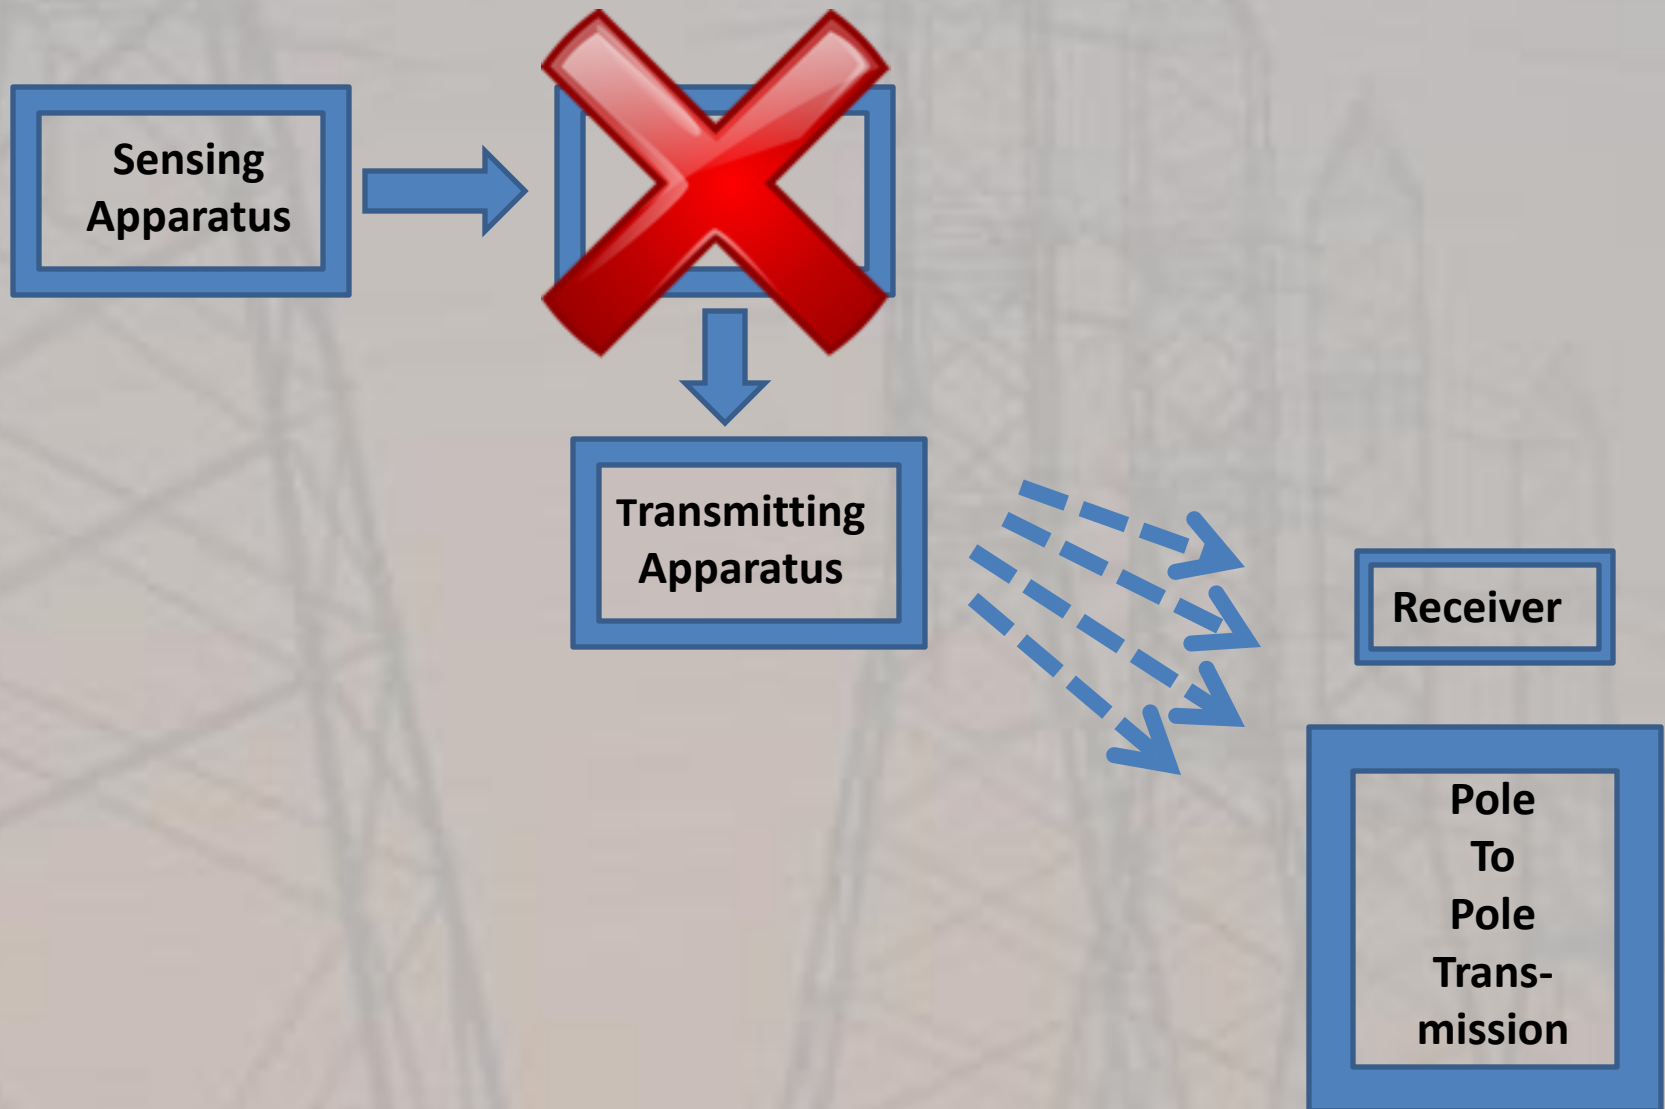 Sensing
Apparatus
Transmitting
Apparatus
Receiver
Pole
To
Pole
Trans-
mission